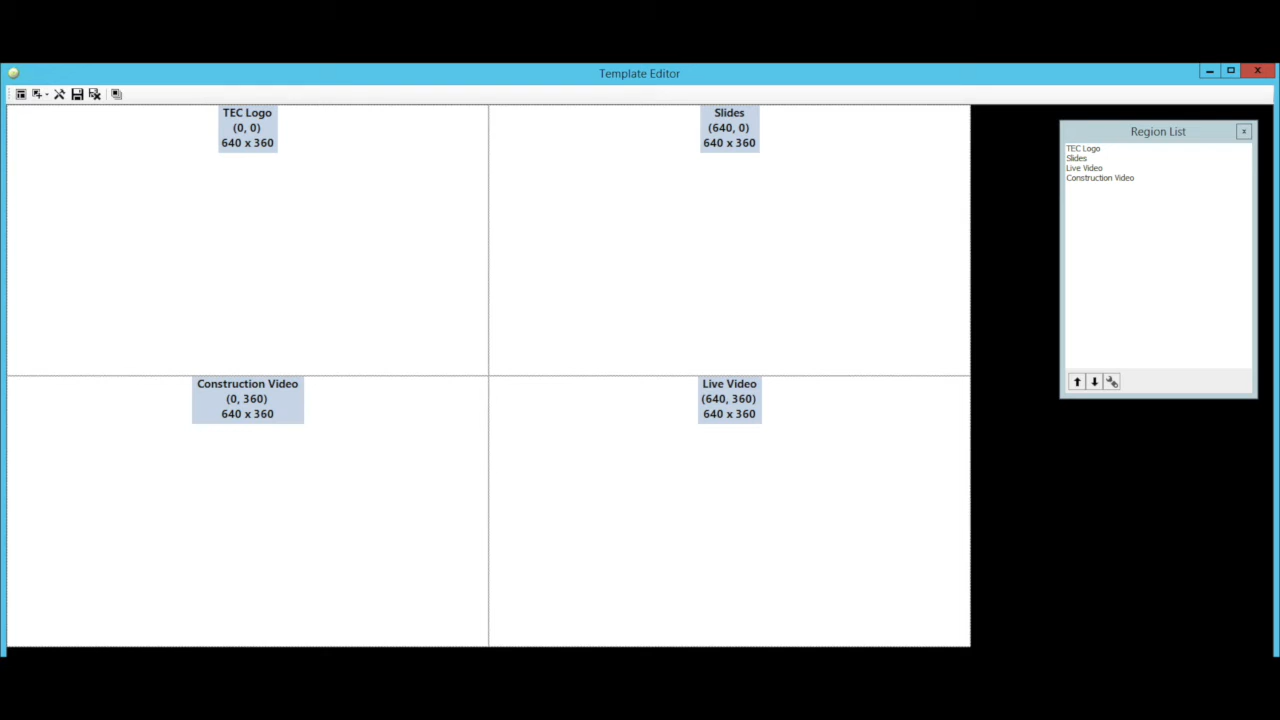 Template Editor
TEC Logo
(0, 0)
640 x 360
Slides
(640, 0)
640 x 360
Construction Video
(0, 360)
640 x 360
Live Video
(640, 360)
640 x 360
Region List
TEC Logo
Slides
Live Video
Construction Video